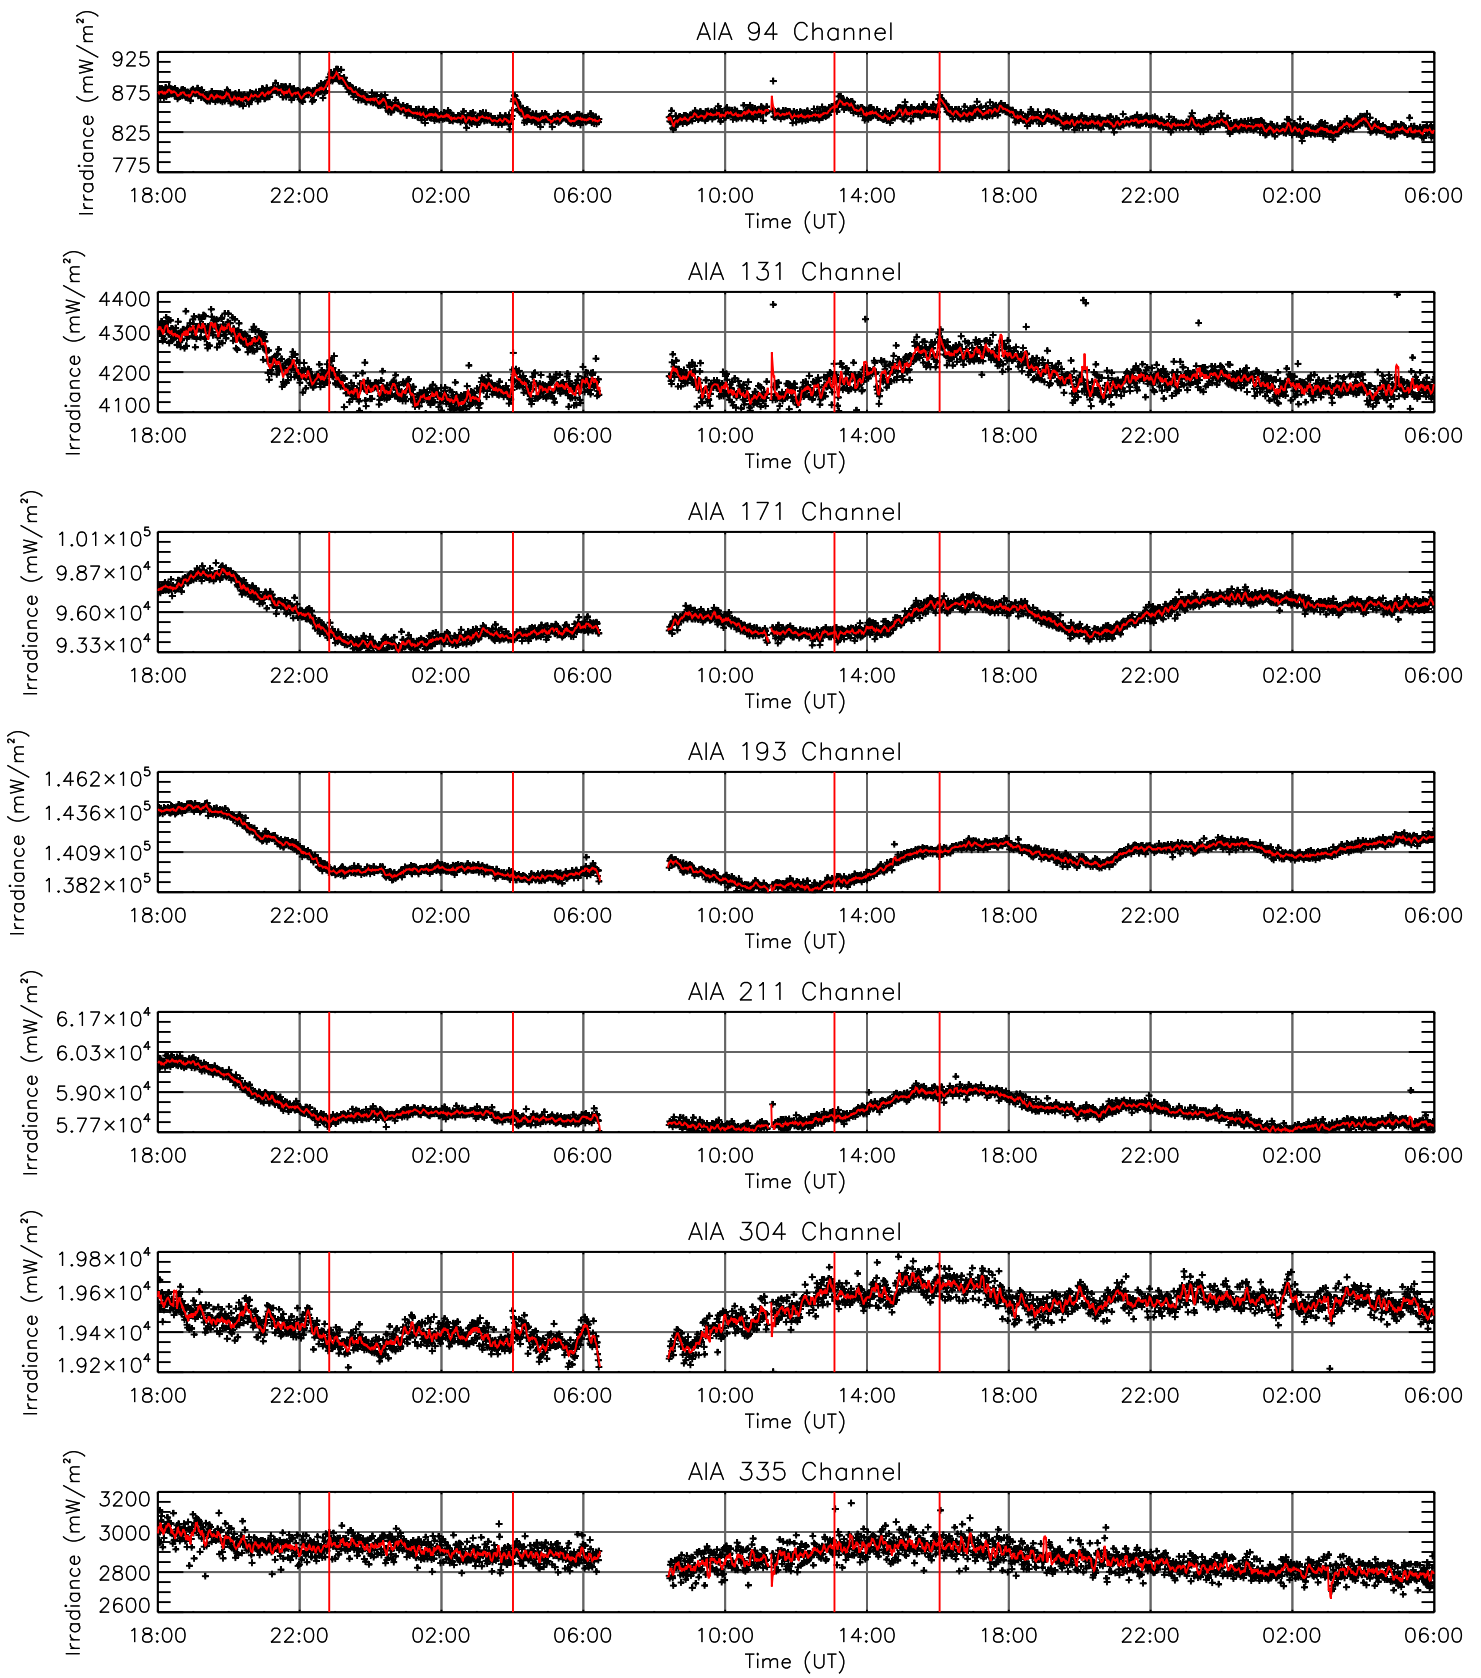 AIA 94 Channel
Irradiance (mW/m²)
925
875
825
775
18:00 22:00 02:00 06:00 10:00 14:00 18:00 22:00 02:00 06:00
Time (UT)
AIA 131 Channel
Irradiance (mW/m²)
4400
4300
4200
4100
18:00 22:00 02:00 06:00 10:00 14:00 18:00 22:00 02:00 06:00
Time (UT)
AIA 171 Channel
Irradiance (mW/m²)
1.01×10⁵
9.87×10⁴
9.60×10⁴
9.33×10⁴
18:00 22:00 02:00 06:00 10:00 14:00 18:00 22:00 02:00 06:00
Time (UT)
AIA 193 Channel
Irradiance (mW/m²)
1.462×10⁵
1.436×10⁵
1.409×10⁵
1.382×10⁵
18:00 22:00 02:00 06:00 10:00 14:00 18:00 22:00 02:00 06:00
Time (UT)
AIA 211 Channel
Irradiance (mW/m²)
6.17×10⁴
6.03×10⁴
5.90×10⁴
5.77×10⁴
18:00 22:00 02:00 06:00 10:00 14:00 18:00 22:00 02:00 06:00
Time (UT)
AIA 304 Channel
Irradiance (mW/m²)
1.98×10⁴
1.96×10⁴
1.94×10⁴
1.92×10⁴
18:00 22:00 02:00 06:00 10:00 14:00 18:00 22:00 02:00 06:00
Time (UT)
AIA 335 Channel
Irradiance (mW/m²)
3200
3000
2800
2600
18:00 22:00 02:00 06:00 10:00 14:00 18:00 22:00 02:00 06:00
Time (UT)